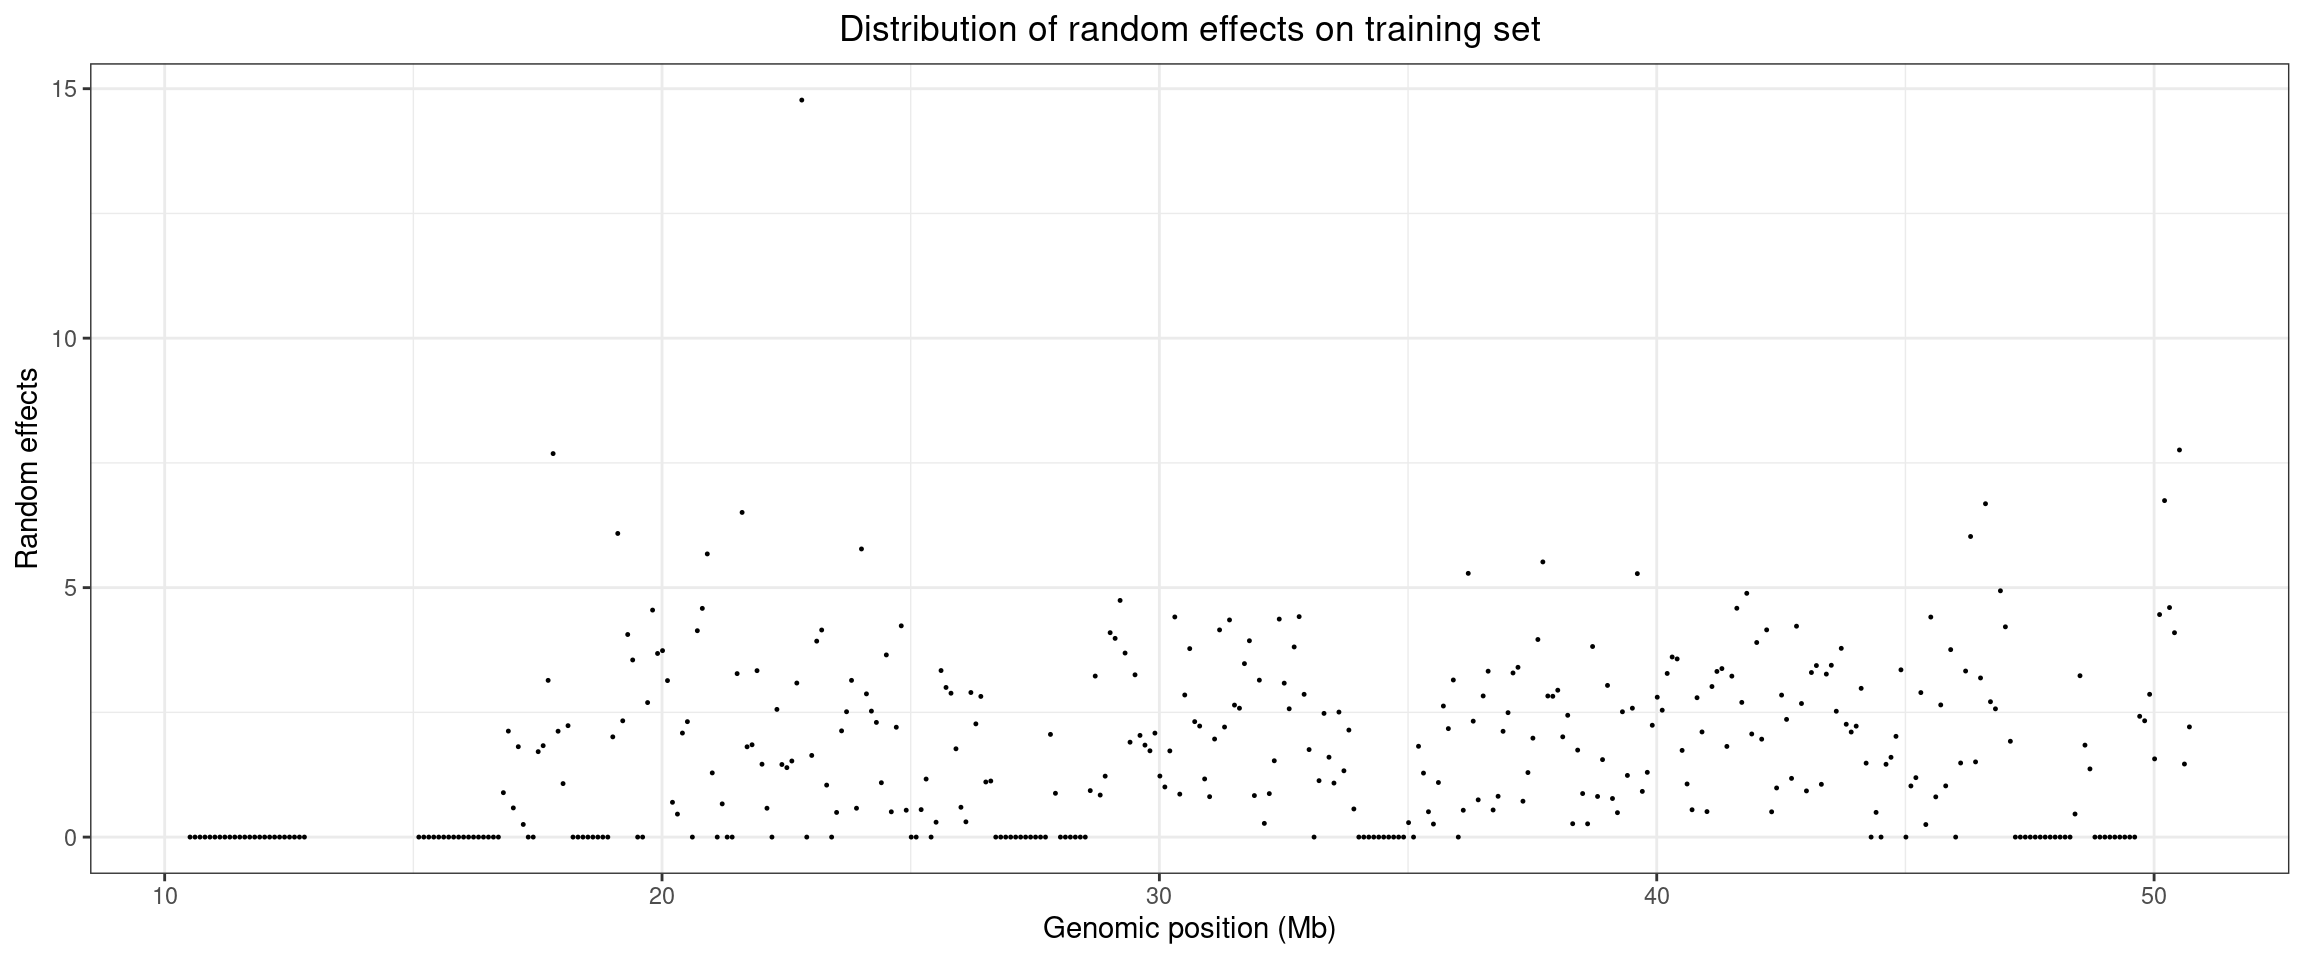 Distribution of random effects on training set
15
10
5
0
Random effects
10 20 30 40 50
Genomic position (Mb)